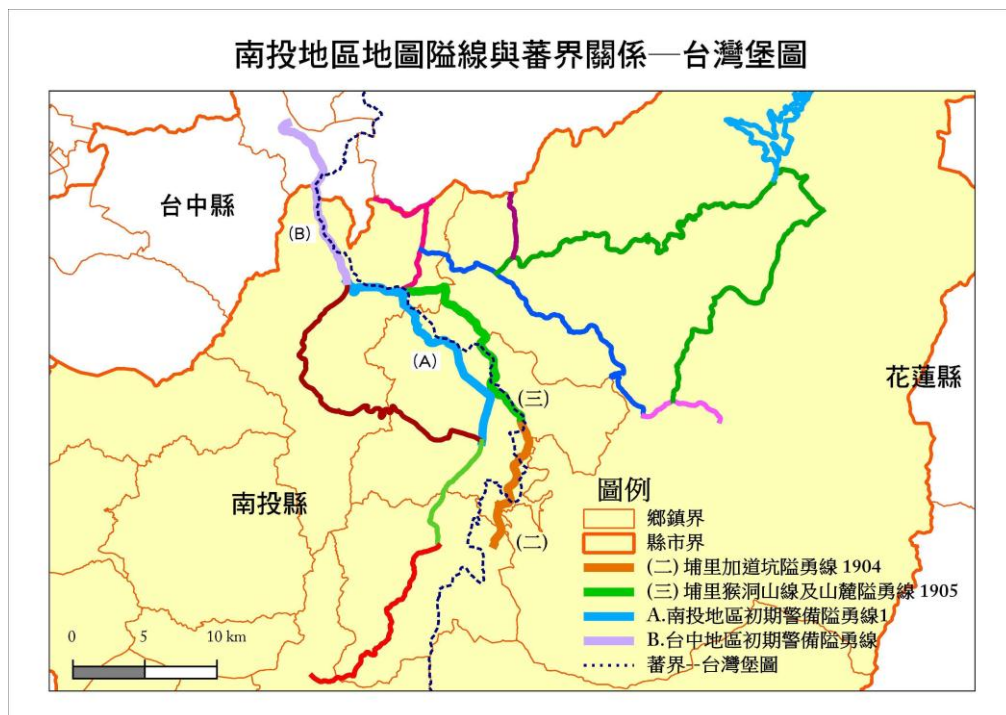 南投地區地圖隘線與蕃界關係—台灣堡圖
台中縣
(B)
(A)
花蓮縣
(三)
南投縣
(二)
圖例
鄉鎮界
縣市界
(二) 埔里加道坑隘勇線 1904
(三) 埔里猴洞山線及山麓隘勇線 1905
A.南投地區初期警備隘勇線1
B.台中地區初期警備隘勇線
蕃界--台灣堡圖
0 5 10 km